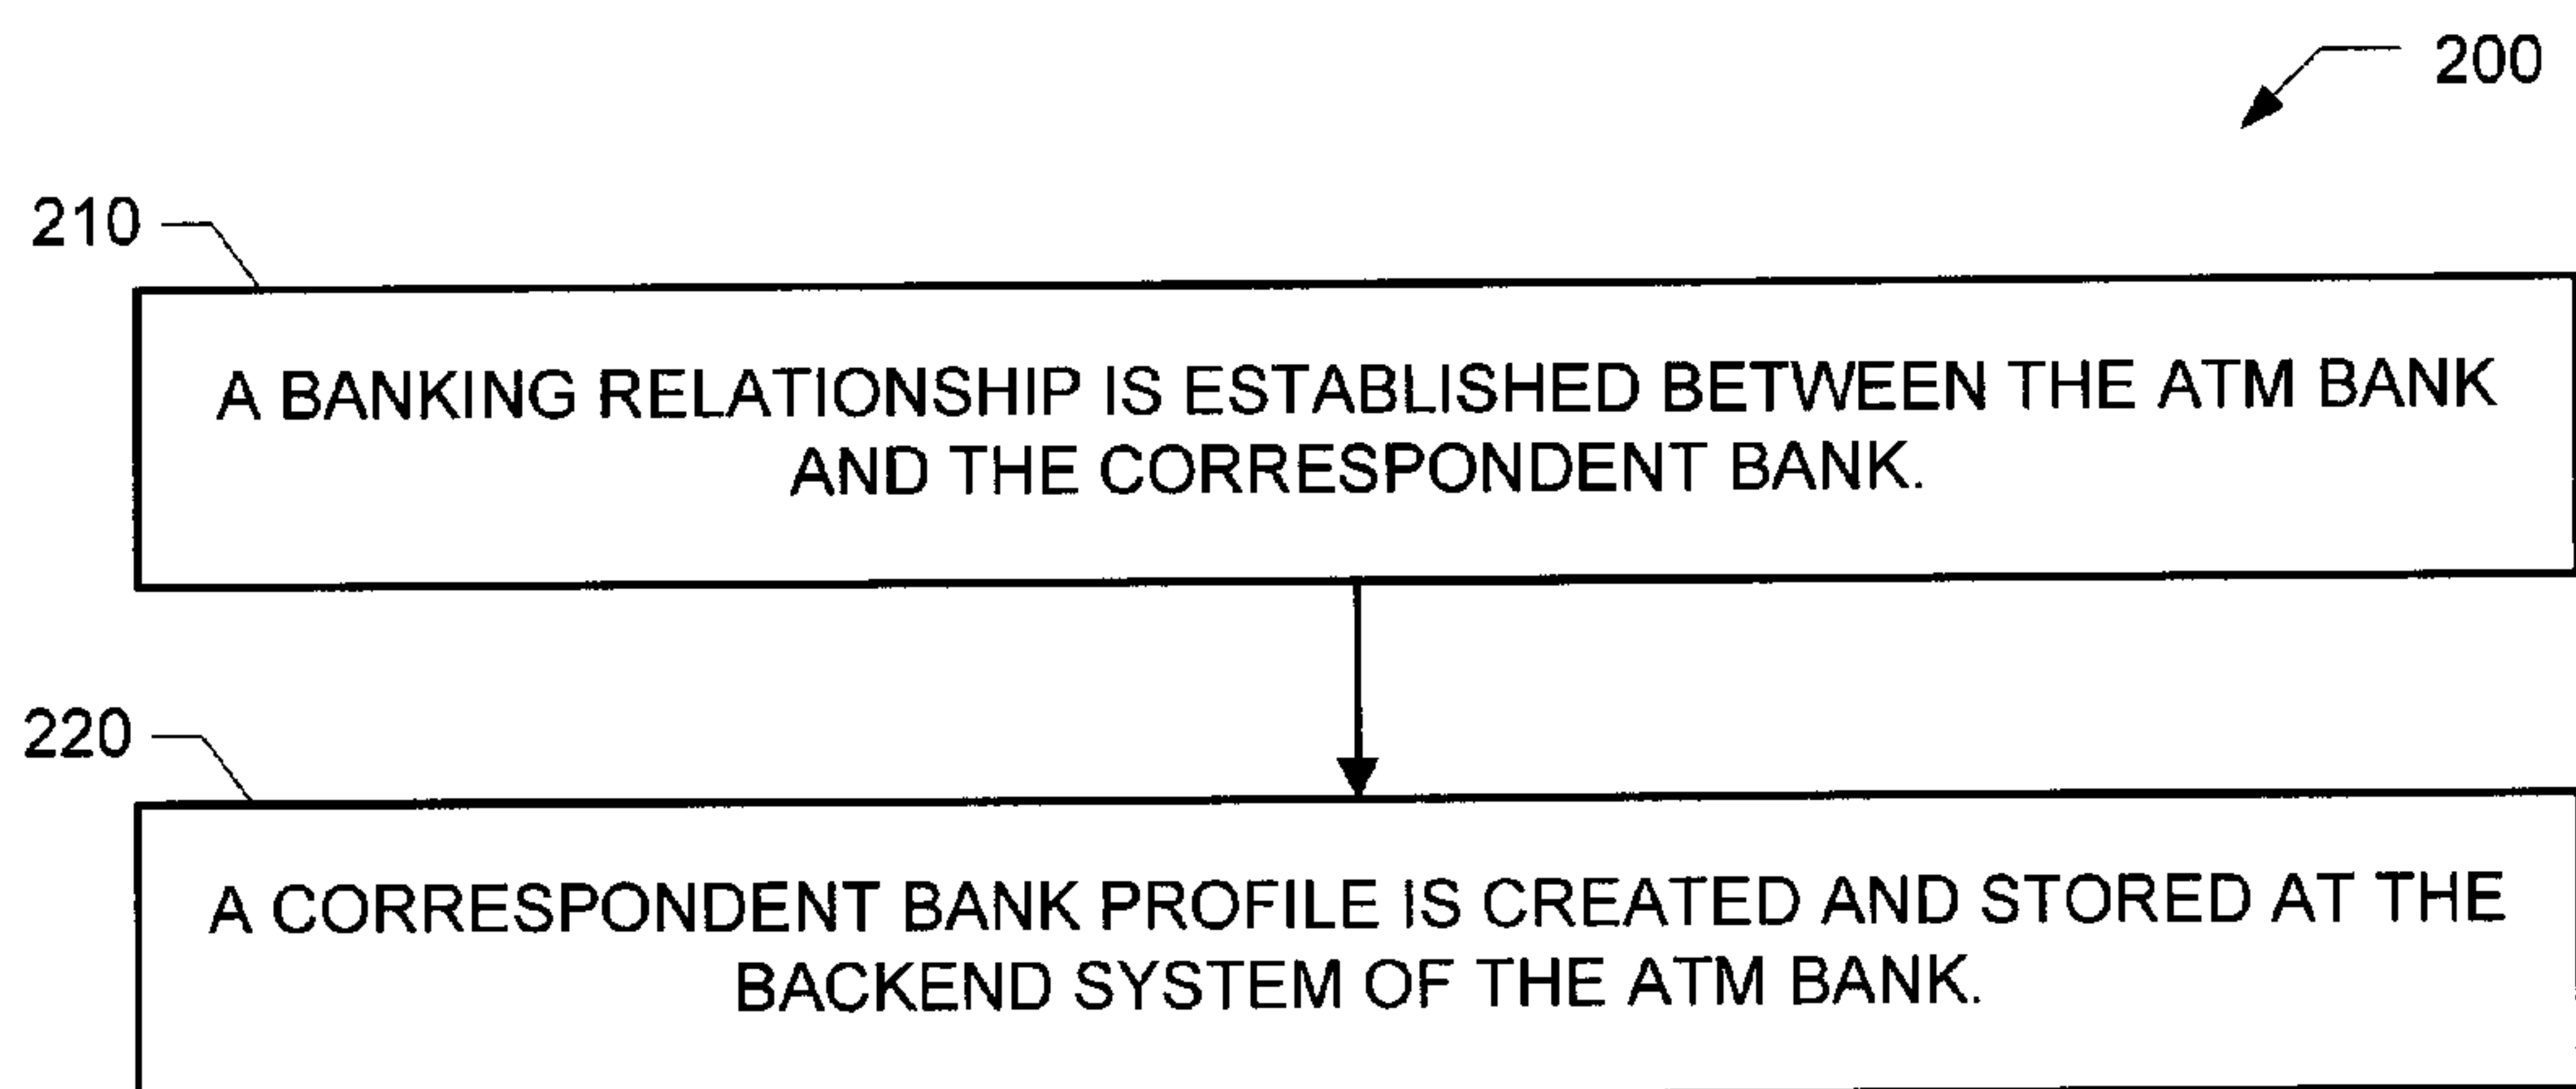 200
210
A BANKING RELATIONSHIP IS ESTABLISHED BETWEEN THE ATM BANK
AND THE CORRESPONDENT BANK.
220
A CORRESPONDENT BANK PROFILE IS CREATED AND STORED AT THE
BACKEND SYSTEM OF THE ATM BANK.